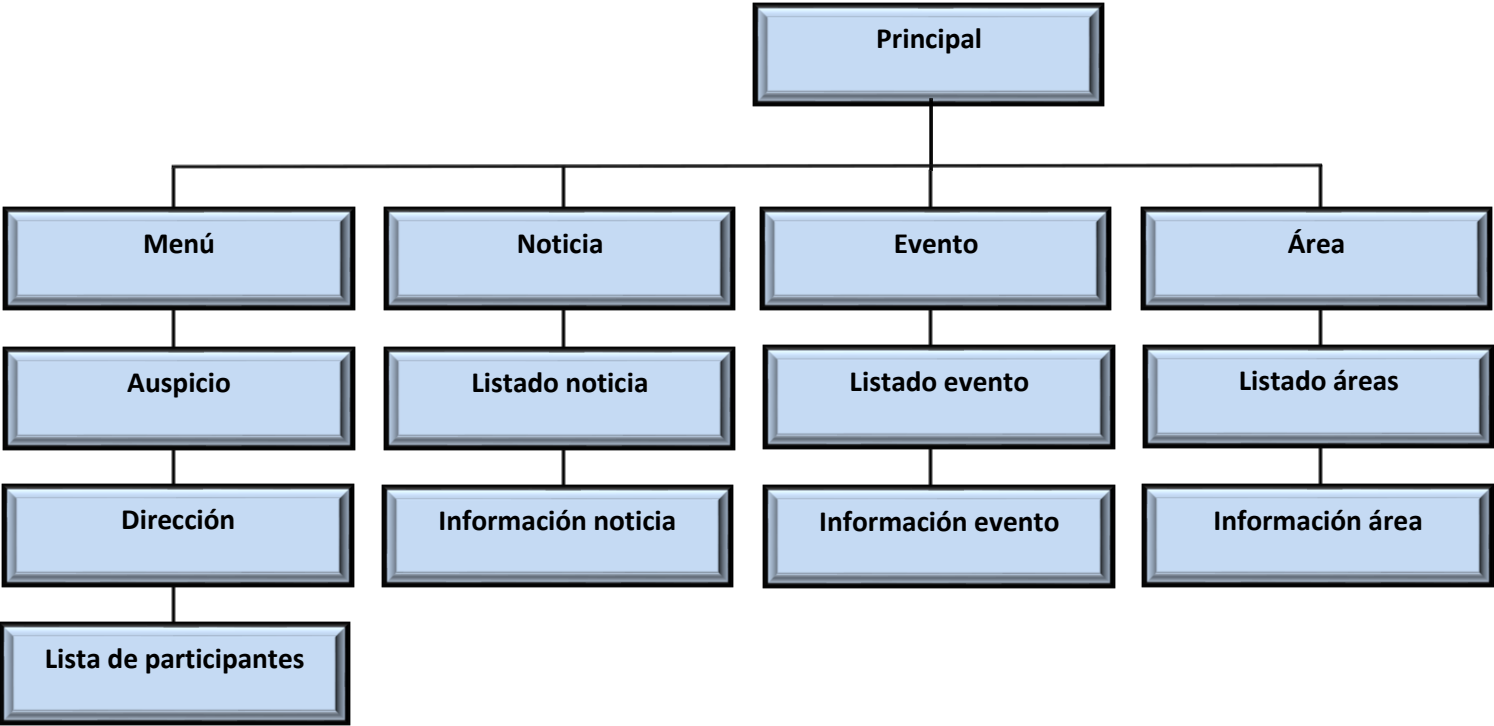 Principal
Menú
Noticia
Evento
Área
Auspicio
Listado noticia
Listado evento
Listado áreas
Dirección
Información noticia
Información evento
Información área
Lista de participantes